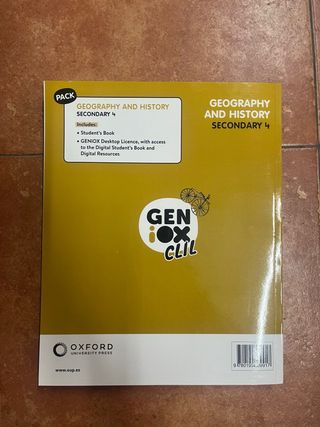 PACK
GEOGRAPHY AND HISTORY
SECONDARY 4
Includes:
• Student's Book
• GENIOX Desktop Licence, with access
to the Digital Student's Book and
Digital Resources
GEOGRAPHY
AND HISTORY
SECONDARY 4
GEN
iOX
CLIL
OXFORD
UNIVERSITY PRESS
www.oup.es